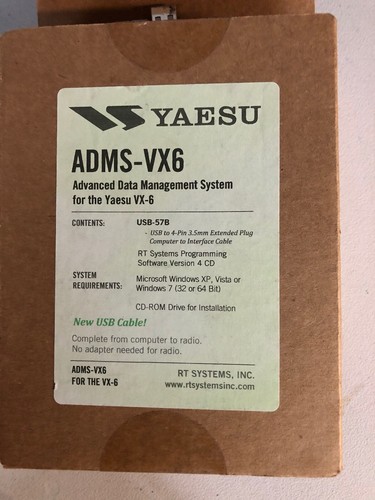 YAESU
ADMS-VX6
Advanced Data Management System
for the Yaesu VX-6
CONTENTS: USB-57B
- USB to 4-Pin 3.5mm Extended Plug
Computer to Interface Cable
RT Systems Programming
Software Version 4 CD
SYSTEM
REQUIREMENTS: Microsoft Windows XP, Vista or
Windows 7 (32 or 64 Bit)
CD-ROM Drive for Installation
New USB Cable!
Complete from computer to radio.
No adapter needed for radio.
ADMS-VX6 RT SYSTEMS, INC.
FOR THE VX-6 www.rtsystemsinc.com